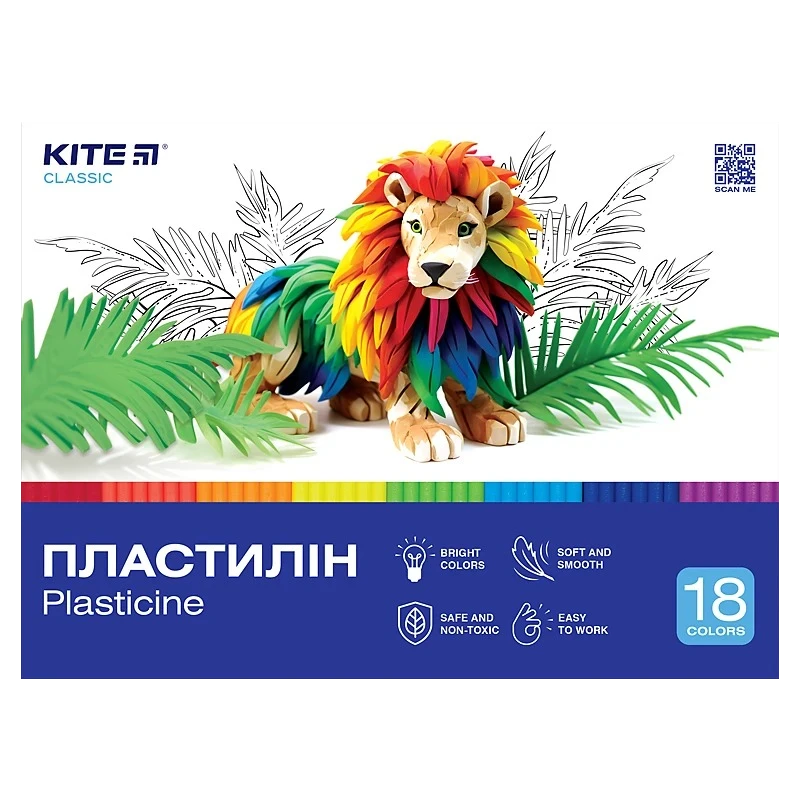 KITE
CLASSIC
SCAN ME
ПЛАСТИЛІН
Plasticine
BRIGHT
COLORS
SOFT AND
SMOOTH
SAFE AND
NON-TOXIC
EASY
TO WORK
18
COLORS